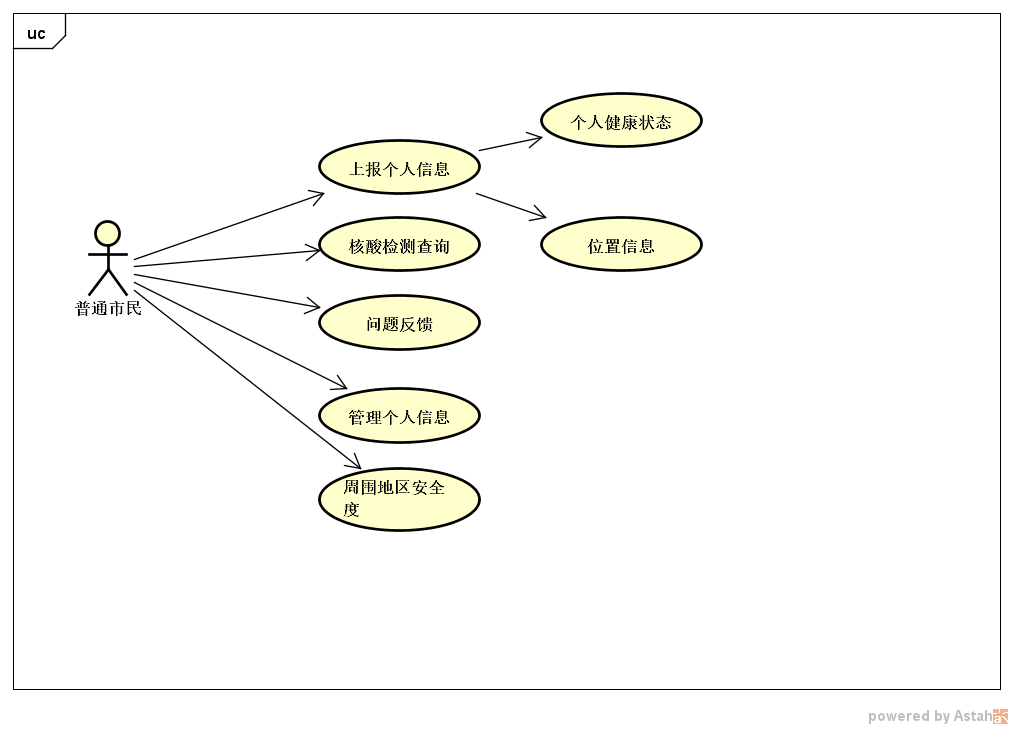 uc
个人健康状态
上报个人信息
核酸检测查询
位置信息
普通市民
问题反馈
管理个人信息
周围地区安全
度
powered by Astah